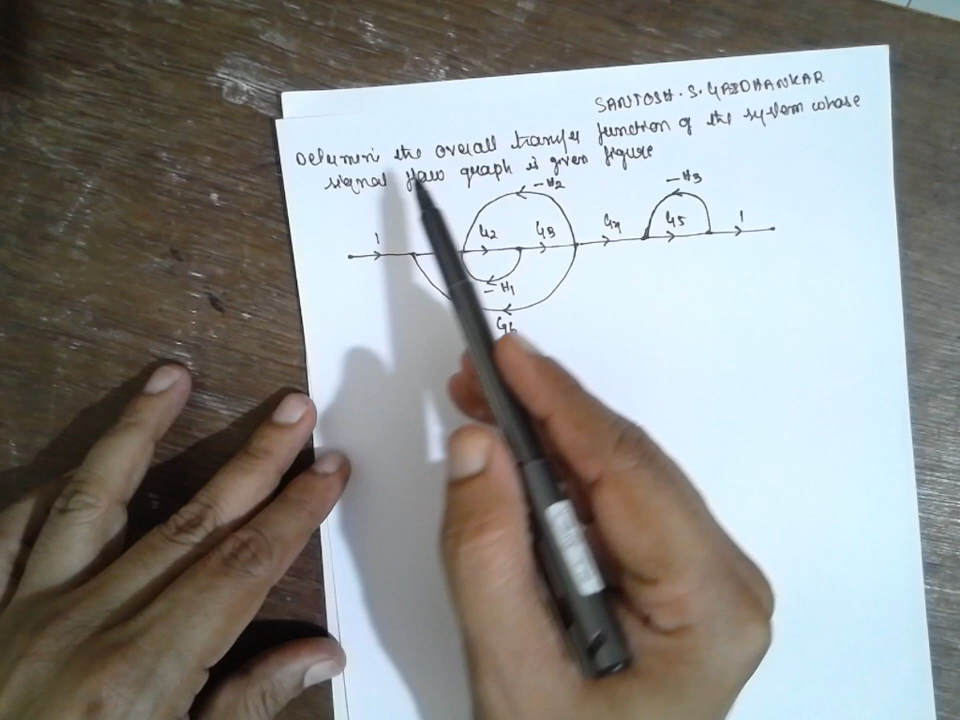 SANTOSH. S. GAIDHANKAR
the overall transfer function of the system whose
signal flow graph is given figure
-H2
-H3
1
G2
G3
G4
G5
1
-H1
G6